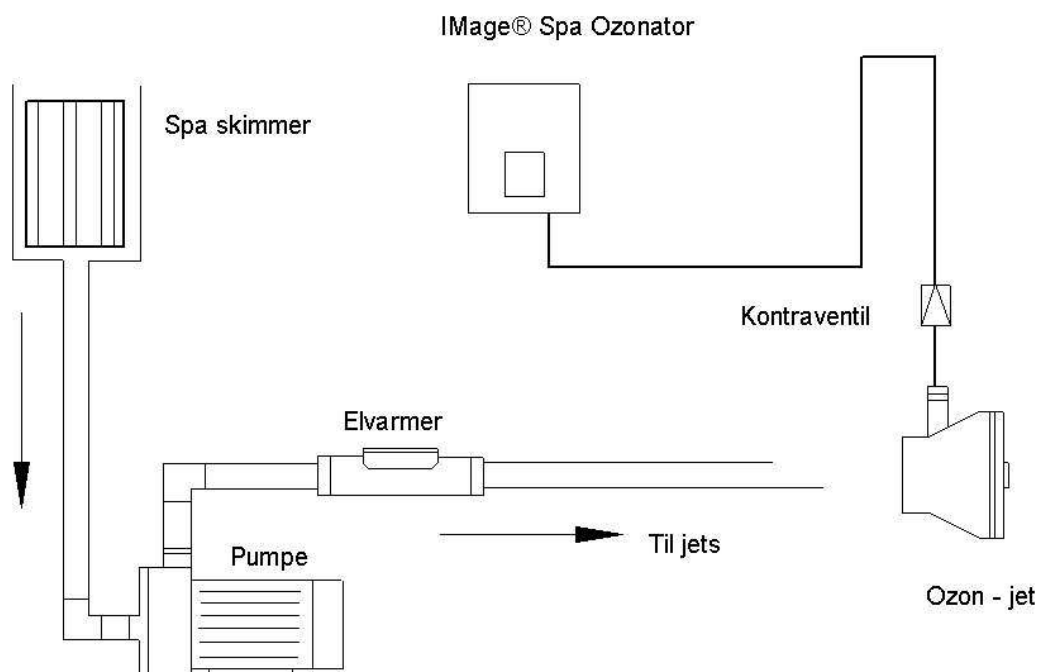 IMage® Spa Ozonator
Spa skimmer
Kontraventil
Elvarmer
Til jets
Pumpe
Ozon - jet